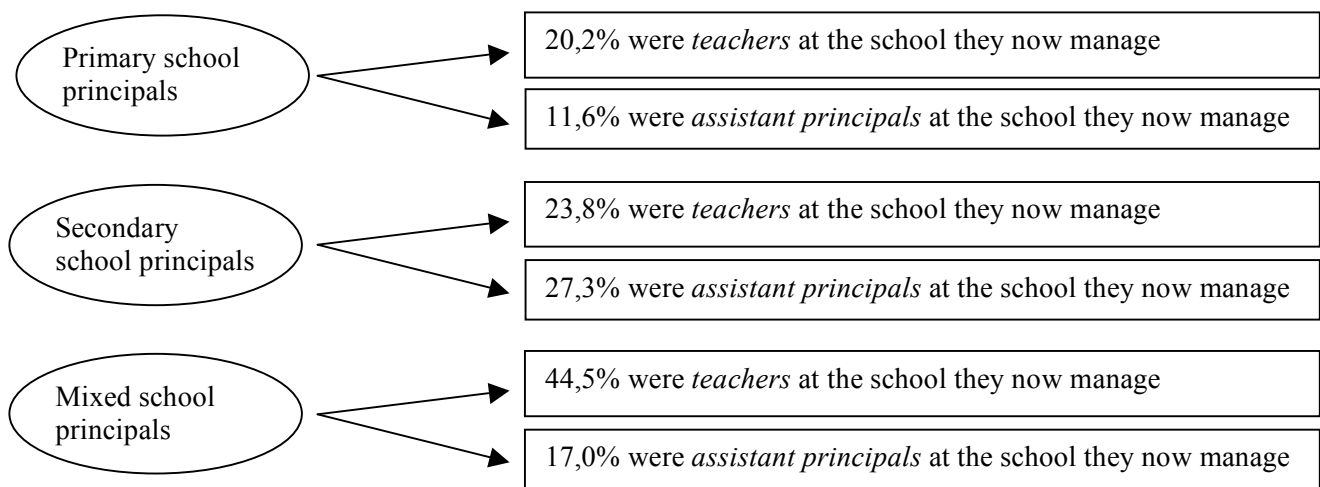 Primary school
principals
20,2% were teachers at the school they now manage
11,6% were assistant principals at the school they now manage
Secondary
school principals
23,8% were teachers at the school they now manage
27,3% were assistant principals at the school they now manage
Mixed school
principals
44,5% were teachers at the school they now manage
17,0% were assistant principals at the school they now manage